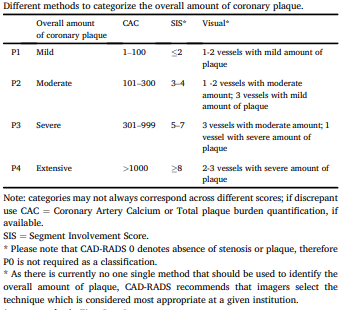 Different methods to categorize the overall amount of coronary plaque.
Overall amount CAC SIS* Visual*
of coronary plaque
P1 Mild 1–100 ≤2 1-2 vessels with mild amount of
plaque
P2 Moderate 101–300 3–4 1 -2 vessels with moderate
amount; 3 vessels with mild
amount of plaque
P3 Severe 301–999 5–7 3 vessels with moderate amount; 1
vessel with severe amount of
plaque
P4 Extensive >1000 ≥8 2-3 vessels with severe amount of
plaque
Note: categories may not always correspond across different scores; if discrepant
use CAC = Coronary Artery Calcium or Total plaque burden quantification, if
available.
SIS = Segment Involvement Score.
* Please note that CAD-RADS 0 denotes absence of stenosis or plaque, therefore
P0 is not required as a classification.
* As there is currently no one single method that should be used to identify the
overall amount of plaque, CAD-RADS recommends that imagers select the
technique which is considered most appropriate at a given institution.